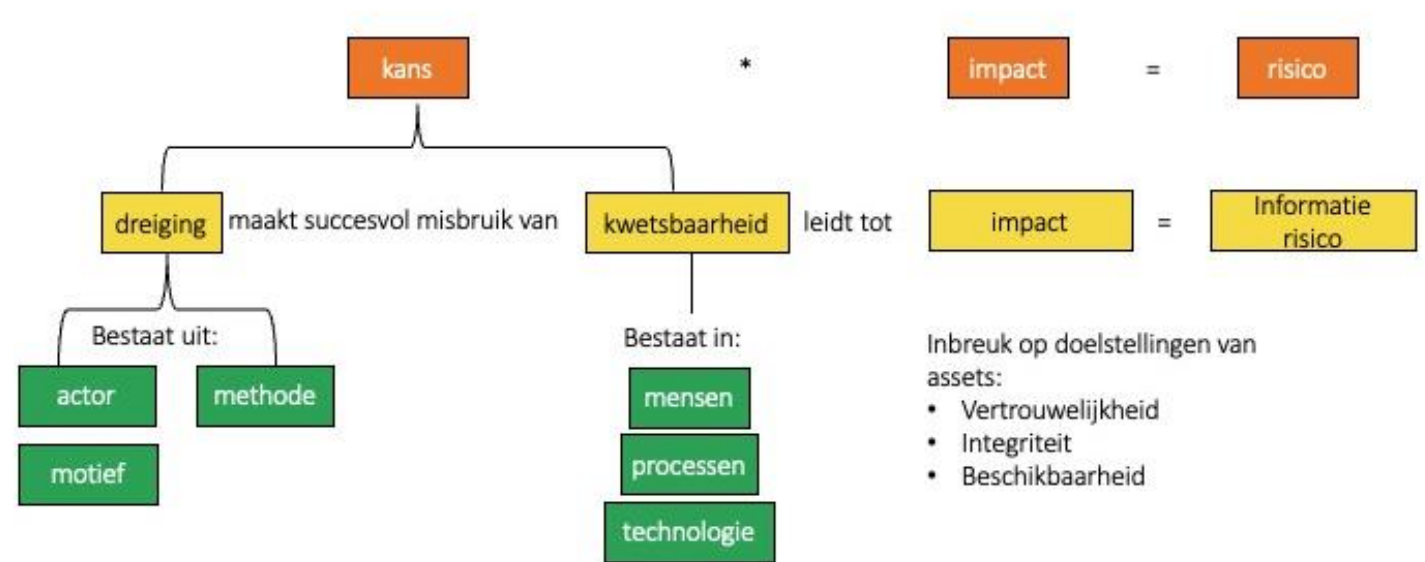 kans * impact = risico
dreiging maakt succesvol misbruik van kwetsbaarheid leidt tot impact = Informatie risico
Bestaat uit:
actor methode
motief
Bestaat in:
mensen
processen
technologie
Inbreuk op doelstellingen van
assets:
• Vertrouwelijkheid
• Integriteit
• Beschikbaarheid